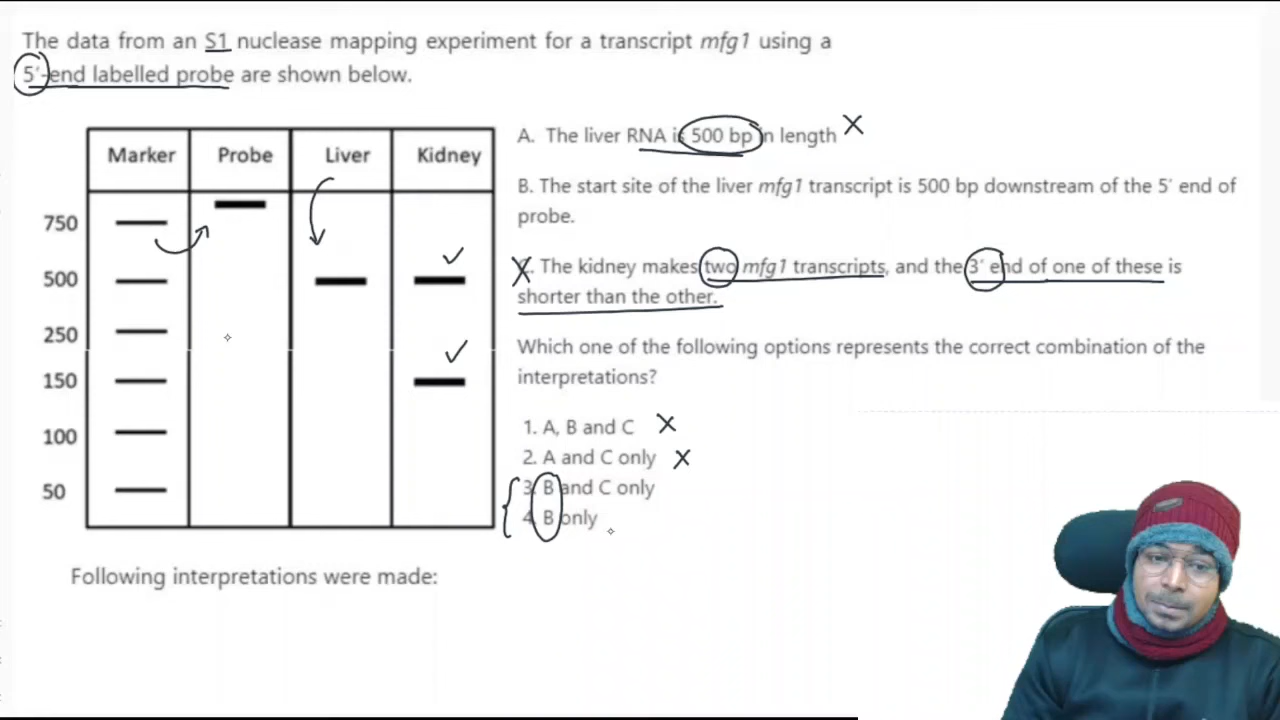 The data from an S1 nuclease mapping experiment for a transcript mfg1 using a
5'-end labelled probe are shown below.
Marker Probe Liver Kidney
750
500
250
150
100
50
Following interpretations were made:
A. The liver RNA is 500 bp in length X
B. The start site of the liver mfg1 transcript is 500 bp downstream of the 5' end of
probe.
X C. The kidney makes two mfg1 transcripts, and the 3' end of one of these is
shorter than the other.
Which one of the following options represents the correct combination of the
interpretations?
1. A, B and C X
2. A and C only X
3. B and C only
4. B only